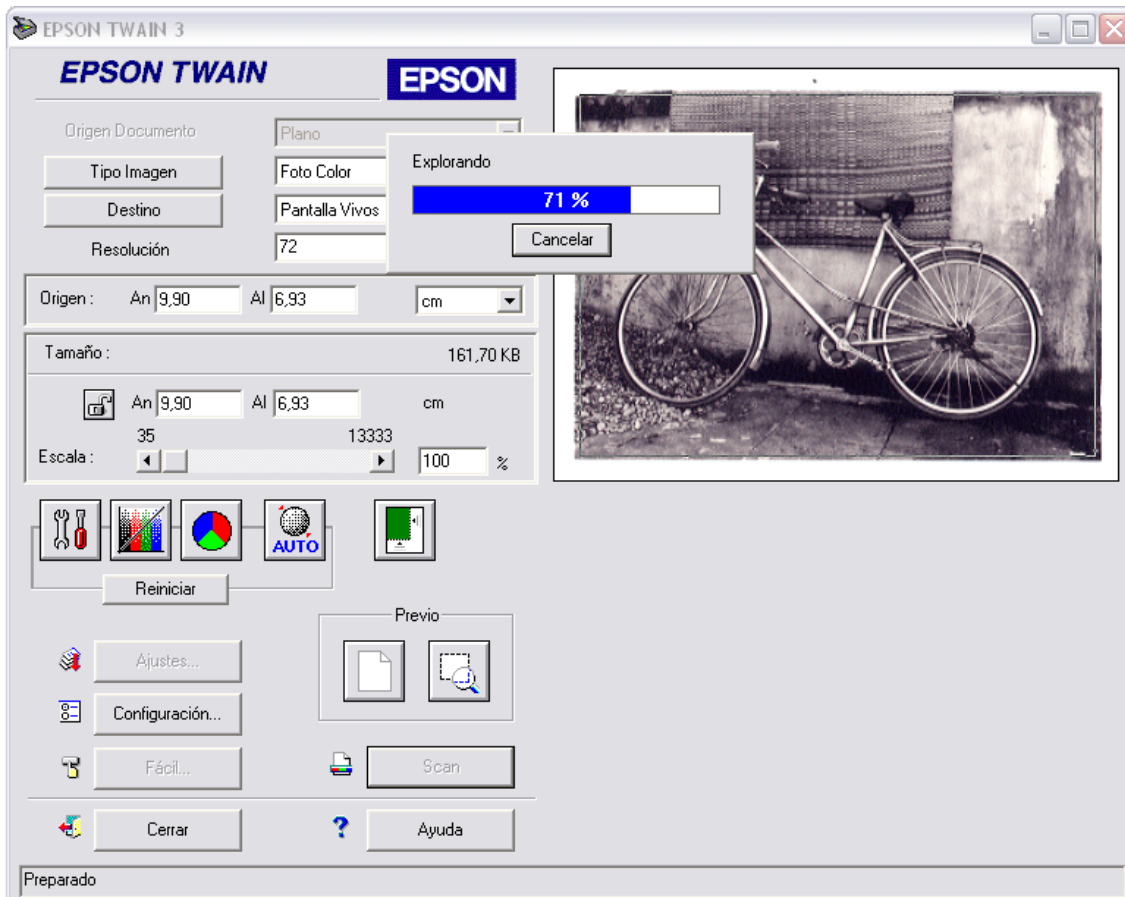 EPSON TWAIN 3
EPSON TWAIN
EPSON
Origen Documento
Plano
Tipo Imagen
Foto Color
Destino
Pantalla Vivos
Resolución
72
Explorando
71 %
Cancelar
Origen :
An 9,90
Al 6,93
cm
Tamaño :
161,70 KB
An 9,90
Al 6,93
cm
35
13333
Escala :
100
%
AUTO
Reiniciar
Previo
Ajustes...
Configuración...
Fácil...
Scan
Cerrar
?
Ayuda
Preparado